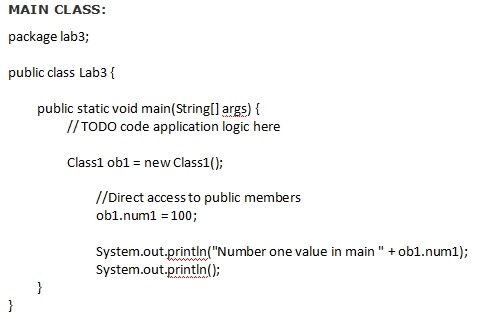 MAIN CLASS:
package lab3;
public class Lab3 {
public static void main(String[] args) {
// TODO code application logic here
Class1 ob1 = new Class1();
//Direct access to public members
ob1.num1 = 100;
System.out.println("Number one value in main " + ob1.num1);
System.out.println();
}
}